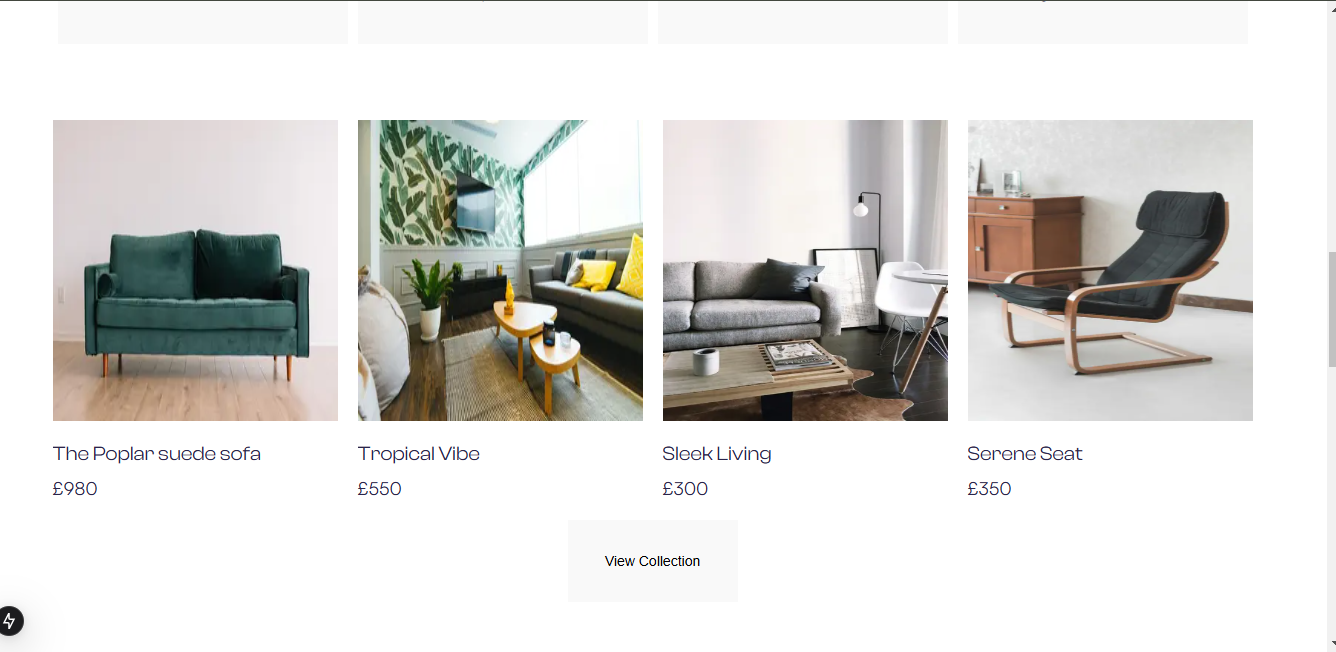 The Poplar suede sofa
Tropical Vibe
Sleek Living
Serene Seat
£980
£550
£300
£350
View Collection